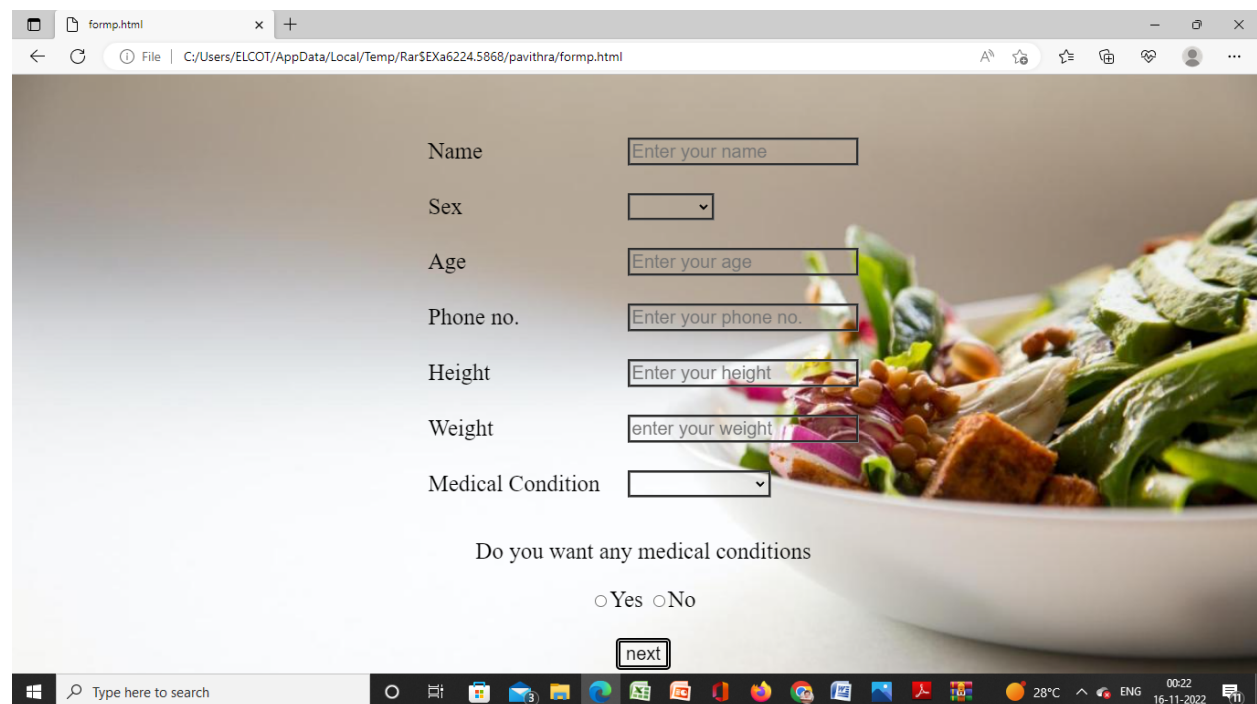 formp.html
File | C:/Users/ELCOT/AppData/Local/Temp/Rar$EXa6224.5868/pavithra/formp.html
Name Enter your name
Sex
Age Enter your age
Phone no. Enter your phone no.
Height Enter your height
Weight enter your weight
Medical Condition
Do you want any medical conditions
Yes No
next
Type here to search 28°C ENG 00:22
16-11-2022